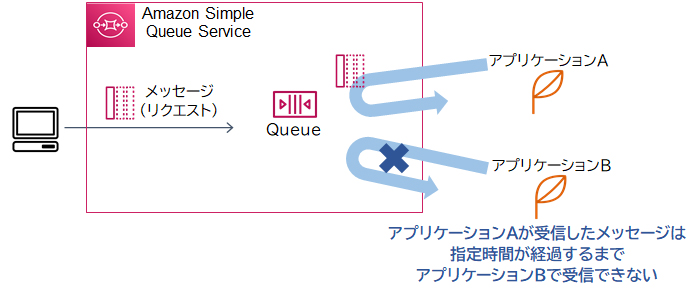 Amazon Simple
Queue Service
メッセージ
（リクエスト）
Queue
アプリケーションA
アプリケーションB
アプリケーションAが受信したメッセージは
指定時間が経過するまで
アプリケーションBで受信できない